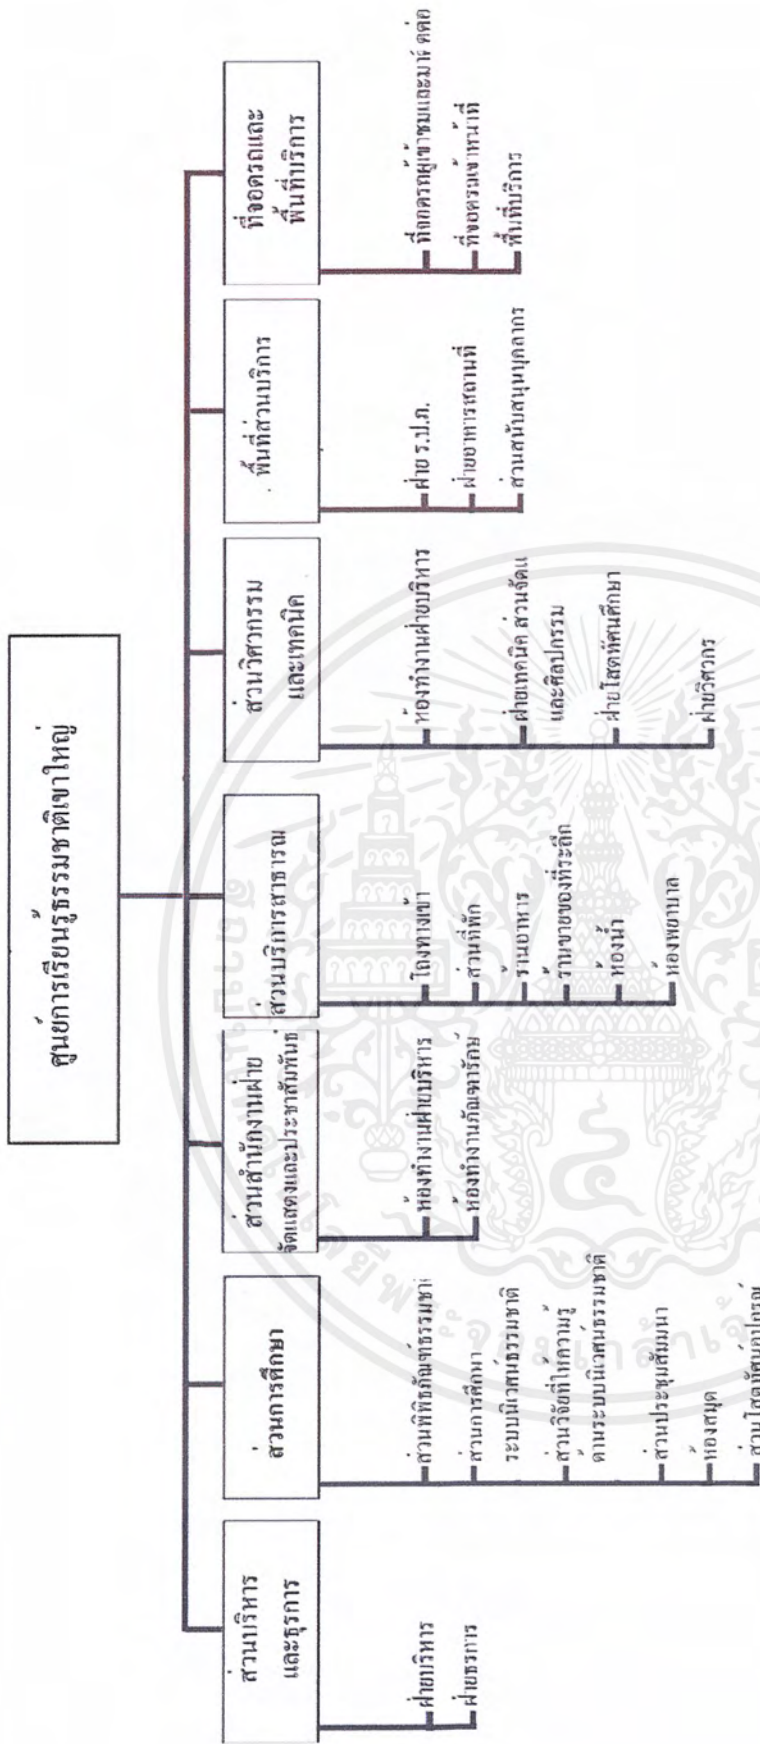 ศูนย์การเรียนรู้ธรรมชาติเขาใหญ่
ส่วนบริหาร
และธุรการ
ฝ่ายบริหาร
ฝ่ายธุรการ
ส่วนการศึกษา
ส่วนพิพิธภัณฑ์ธรรมชาติ
ส่วนการศึกษา
ระบบนิเวศน์ธรรมชาติ
ส่วนวิจัยที่ให้ความรู้
ด้านระบบนิเวศน์ธรรมชาติ
ส่วนประชุมสัมมนา
ห้องสมุด
ส่วนโสตทัศนอุปกรณ์
ส่วนสำนักงานฝ่าย
จัดแสดงและประชาสัมพันธ์
ห้องทำงานฝ่ายบริหาร
ห้องทำงานภัณฑารักษ์
ส่วนบริการสาธารณ
โถงทางเข้า
ส่วนที่พัก
ร้านอาหาร
ร้านขายของที่ระลึก
ห้องน้ำ
ห้องพยาบาล
ส่วนวิศวกรรม
และเทคนิค
ห้องทำงานฝ่ายบริหาร
ฝ่ายเทคนิค ส่วนจัดแ
และศิลปกรรม
ฝ่ายโสตทัศนศึกษา
ฝ่ายวิศวกร
พื้นที่ส่วนบริการ
ฝ่าย ร.ป.ภ.
ฝ่ายอาคารสถานที่
ส่วนสนับสนุนบุคลากร
ที่จอดรถและ
พื้นที่บริการ
ที่จอดรถผู้เข้าชมและมาติดต่อ
ที่จอดรถเจ้าหน้าที่
พื้นที่บริการ